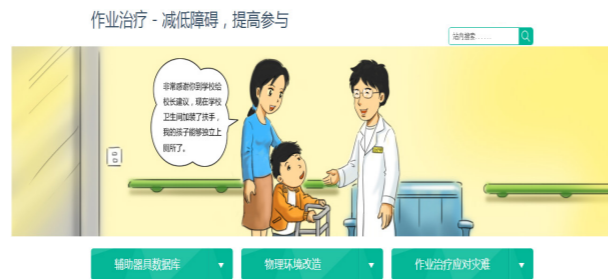 作业治疗 - 减低障碍，提高参与
站内搜索......
非常感谢你到学校给
校长建议，现在学校
卫生间加装了扶手，
我的孩子能够独立上
厕所了。
辅助器具数据库
物理环境改造
作业治疗应对灾难